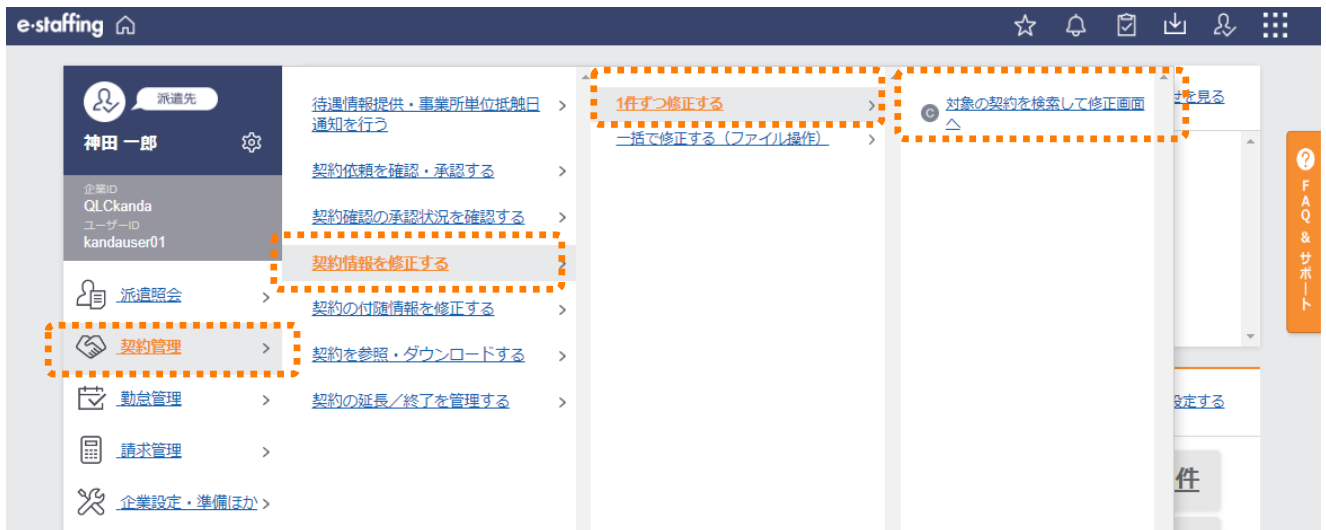 e-staffing
派遣先
神田 一郎
企業ID
QLCkanda
ユーザーID
kandauser01
派遣照会
契約管理
勤怠管理
請求管理
企業設定・準備ほか
待遇情報提供・事業所単位抵触日
通知を行う
契約依頼を確認・承認する
契約確認の承認状況を確認する
契約情報を修正する
契約の付随情報を修正する
契約を参照・ダウンロードする
契約の延長／終了を管理する
1件ずつ修正する
一括で修正する（ファイル操作）
C 対象の契約を検索して修正画面
へ
せを見る
設定する
件
? FAQ & サポート